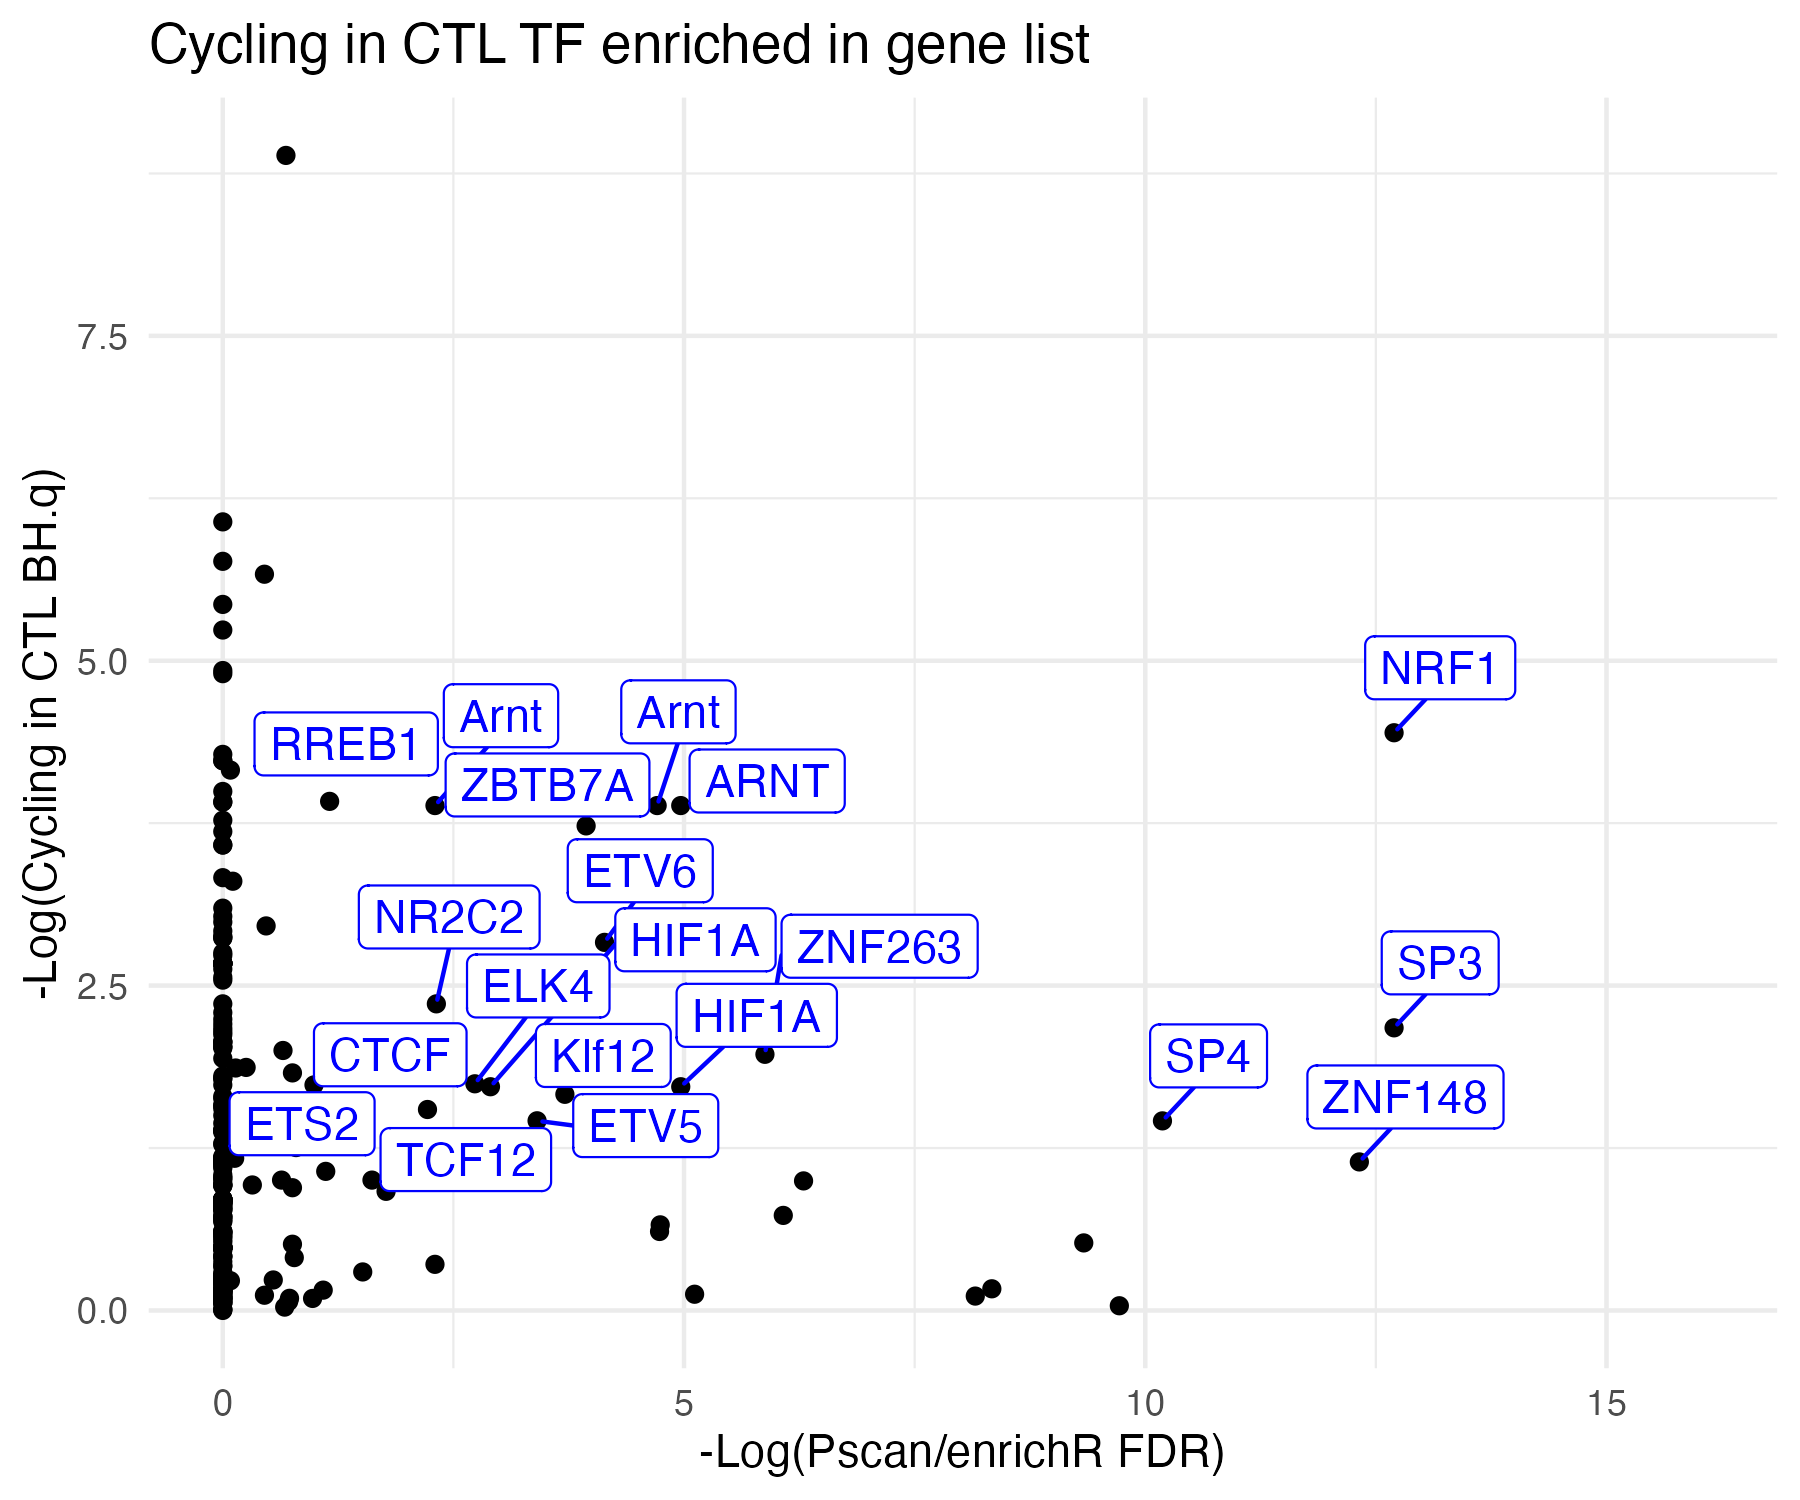 Cycling in CTL TF enriched in gene list
-Log(Cycling in CTL BH.q)
7.5
5.0
2.5
0.0
NRF1
Arnt
Arnt
RREB1
ZBTB7A
ARNT
ETV6
NR2C2
HIF1A
ZNF263
SP3
ELK4
HIF1A
CTCF
Klf12
SP4
ZNF148
ETS2
ETV5
TCF12
0
5
10
15
-Log(Pscan/enrichR FDR)